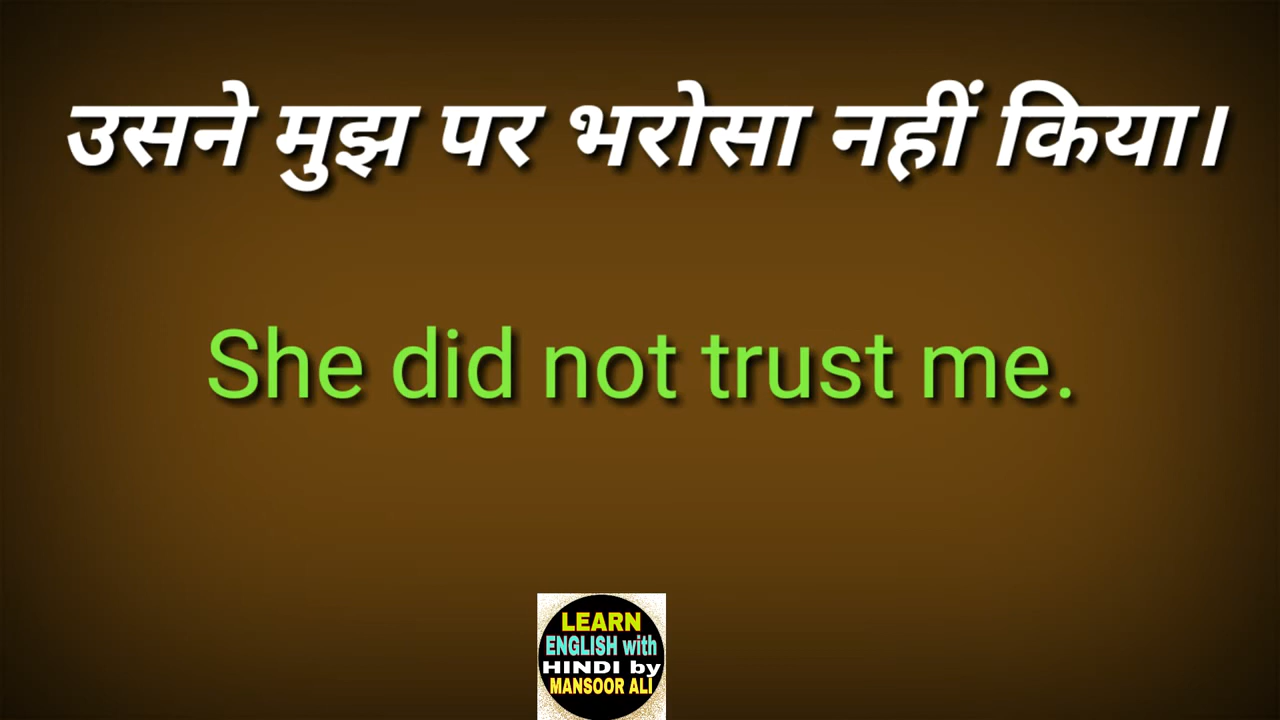 उसने मुझ पर भरोसा नहीं किया।
She did not trust me.
LEARN
ENGLISH with
HINDI by
MANSOOR ALI